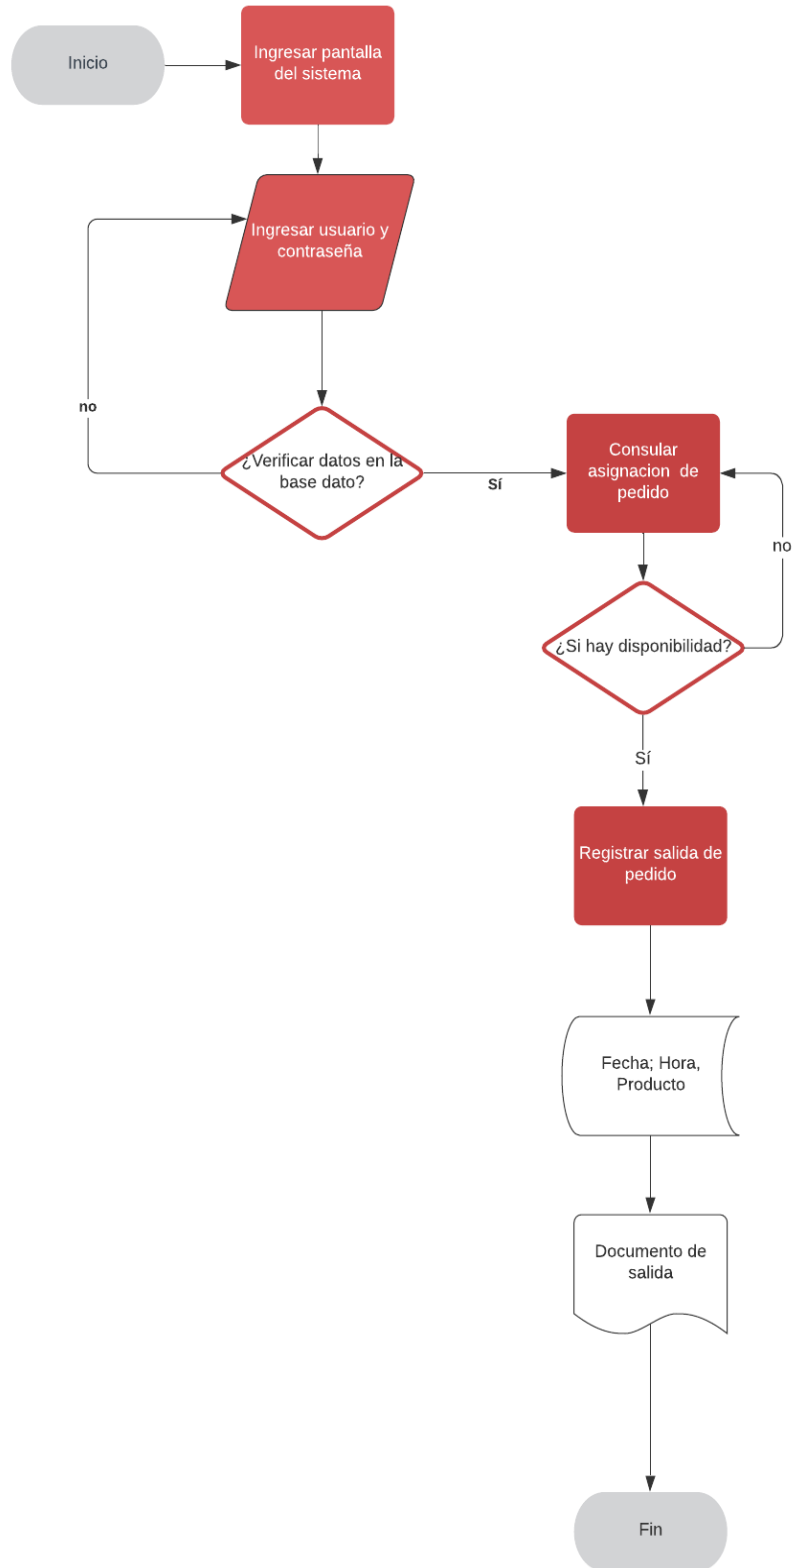 Inicio
Ingresar pantalla
del sistema
Ingresar usuario y
contraseña
no
¿Verificar datos en la
base dato?
Sí
Consular
asignacion de
pedido
no
¿Si hay disponibilidad?
Sí
Registrar salida de
pedido
Fecha; Hora,
Producto
Documento de
salida
Fin